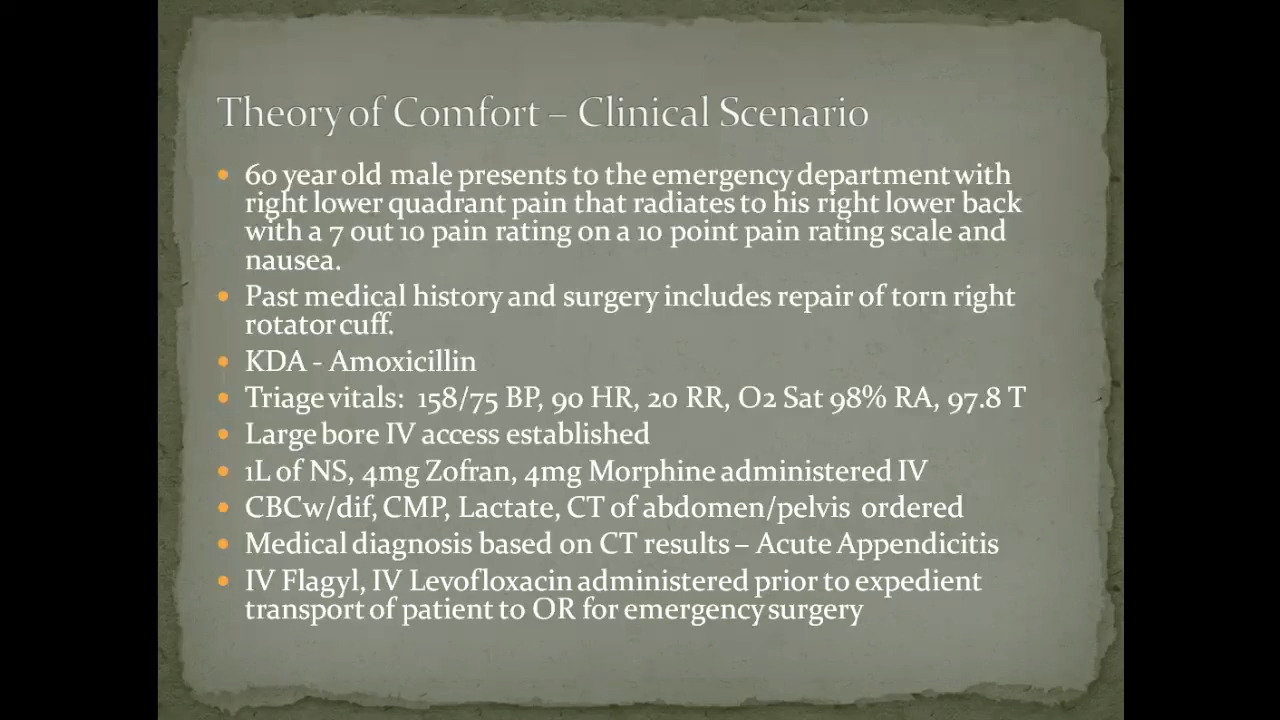 Theory of Comfort – Clinical Scenario
• 60 year old male presents to the emergency department with
right lower quadrant pain that radiates to his right lower back
with a 7 out 10 pain rating on a 10 point pain rating scale and
nausea.
• Past medical history and surgery includes repair of torn right
rotator cuff.
• KDA - Amoxicillin
• Triage vitals: 158/75 BP, 90 HR, 20 RR, O2 Sat 98% RA, 97.8 T
• Large bore IV access established
• 1L of NS, 4mg Zofran, 4mg Morphine administered IV
• CBCw/dif, CMP, Lactate, CT of abdomen/pelvis ordered
• Medical diagnosis based on CT results – Acute Appendicitis
• IV Flagyl, IV Levofloxacin administered prior to expedient
transport of patient to OR for emergency surgery